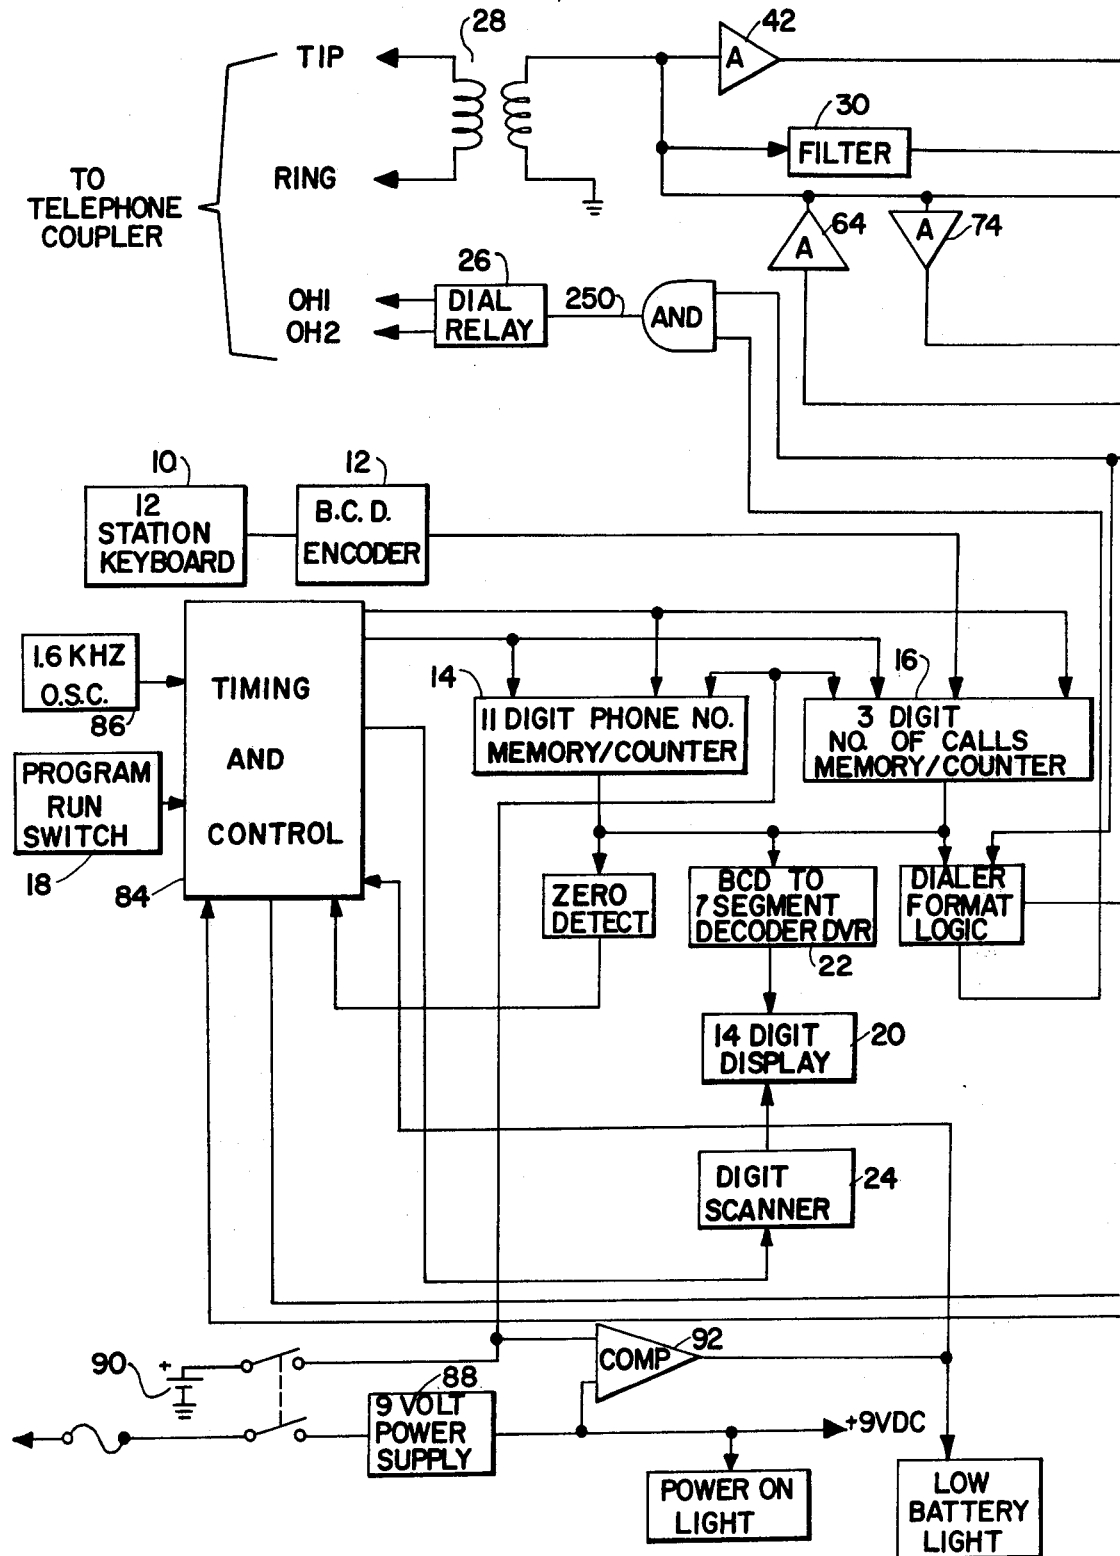 28
42
TIP
A
30
FILTER
RING
TO
TELEPHONE
COUPLER
A
64
A
74
26
OH1
OH2
DIAL
RELAY
250
AND
10
12
STATION
KEYBOARD
12
B.C.D.
ENCODER
1.6 KHZ
O.S.C.
86
TIMING
AND
CONTROL
84
PROGRAM
RUN
SWITCH
18
14
11 DIGIT PHONE NO.
MEMORY/COUNTER
16
3 DIGIT
NO. OF CALLS
MEMORY/COUNTER
ZERO
DETECT
BCD TO
7 SEGMENT
DECODER DVR
22
DIALER
FORMAT
LOGIC
14 DIGIT
DISPLAY
20
DIGIT
SCANNER
24
90
+
COMP
92
88
9 VOLT
POWER
SUPPLY
+9VDC
POWER ON
LIGHT
LOW
BATTERY
LIGHT